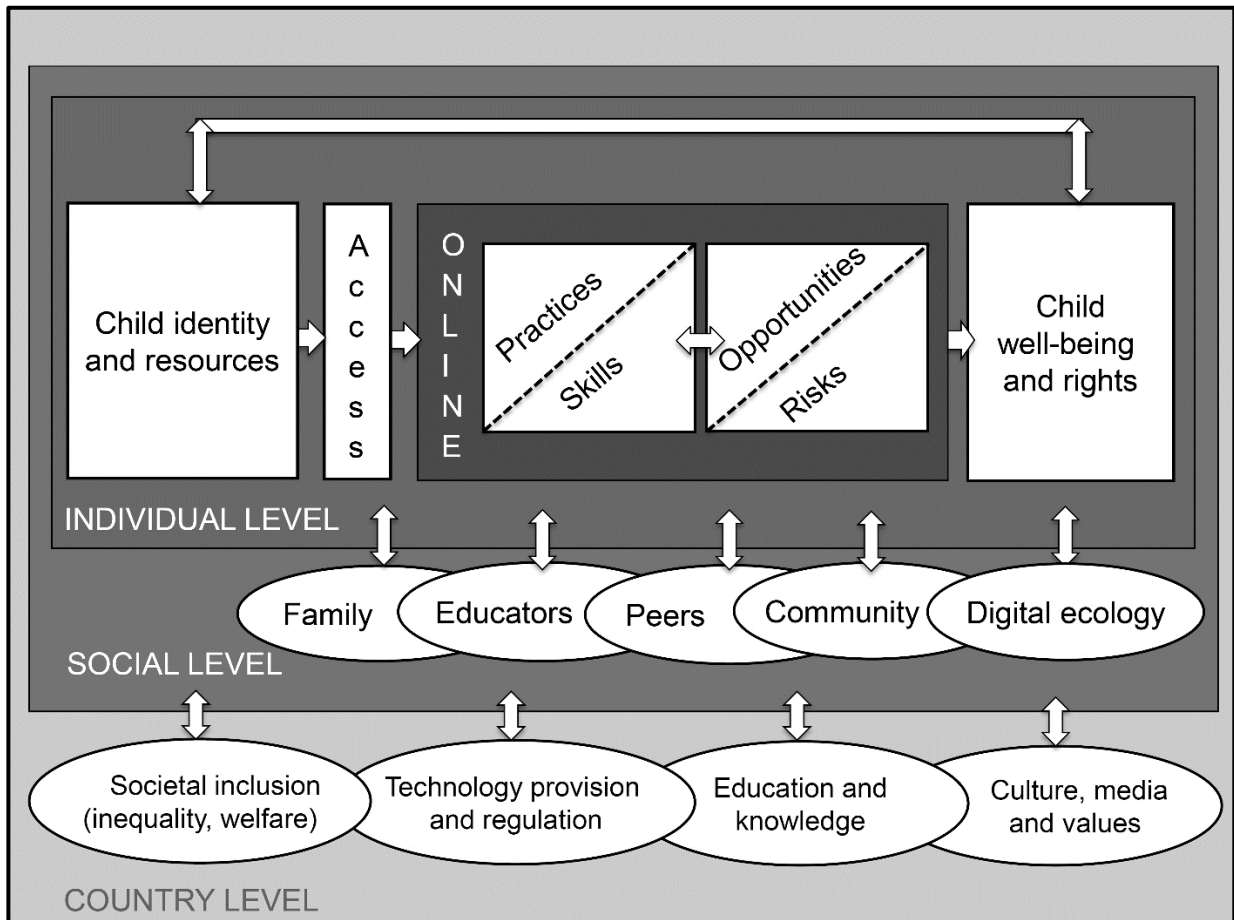 Child identity
and resources
Access
ONLINE
Practices
Skills
Opportunities
Risks
Child
well-being
and rights
INDIVIDUAL LEVEL
Family
Educators
Peers
Community
Digital ecology
SOCIAL LEVEL
Societal inclusion
(inequality, welfare)
Technology provision
and regulation
Education and
knowledge
Culture, media
and values
COUNTRY LEVEL